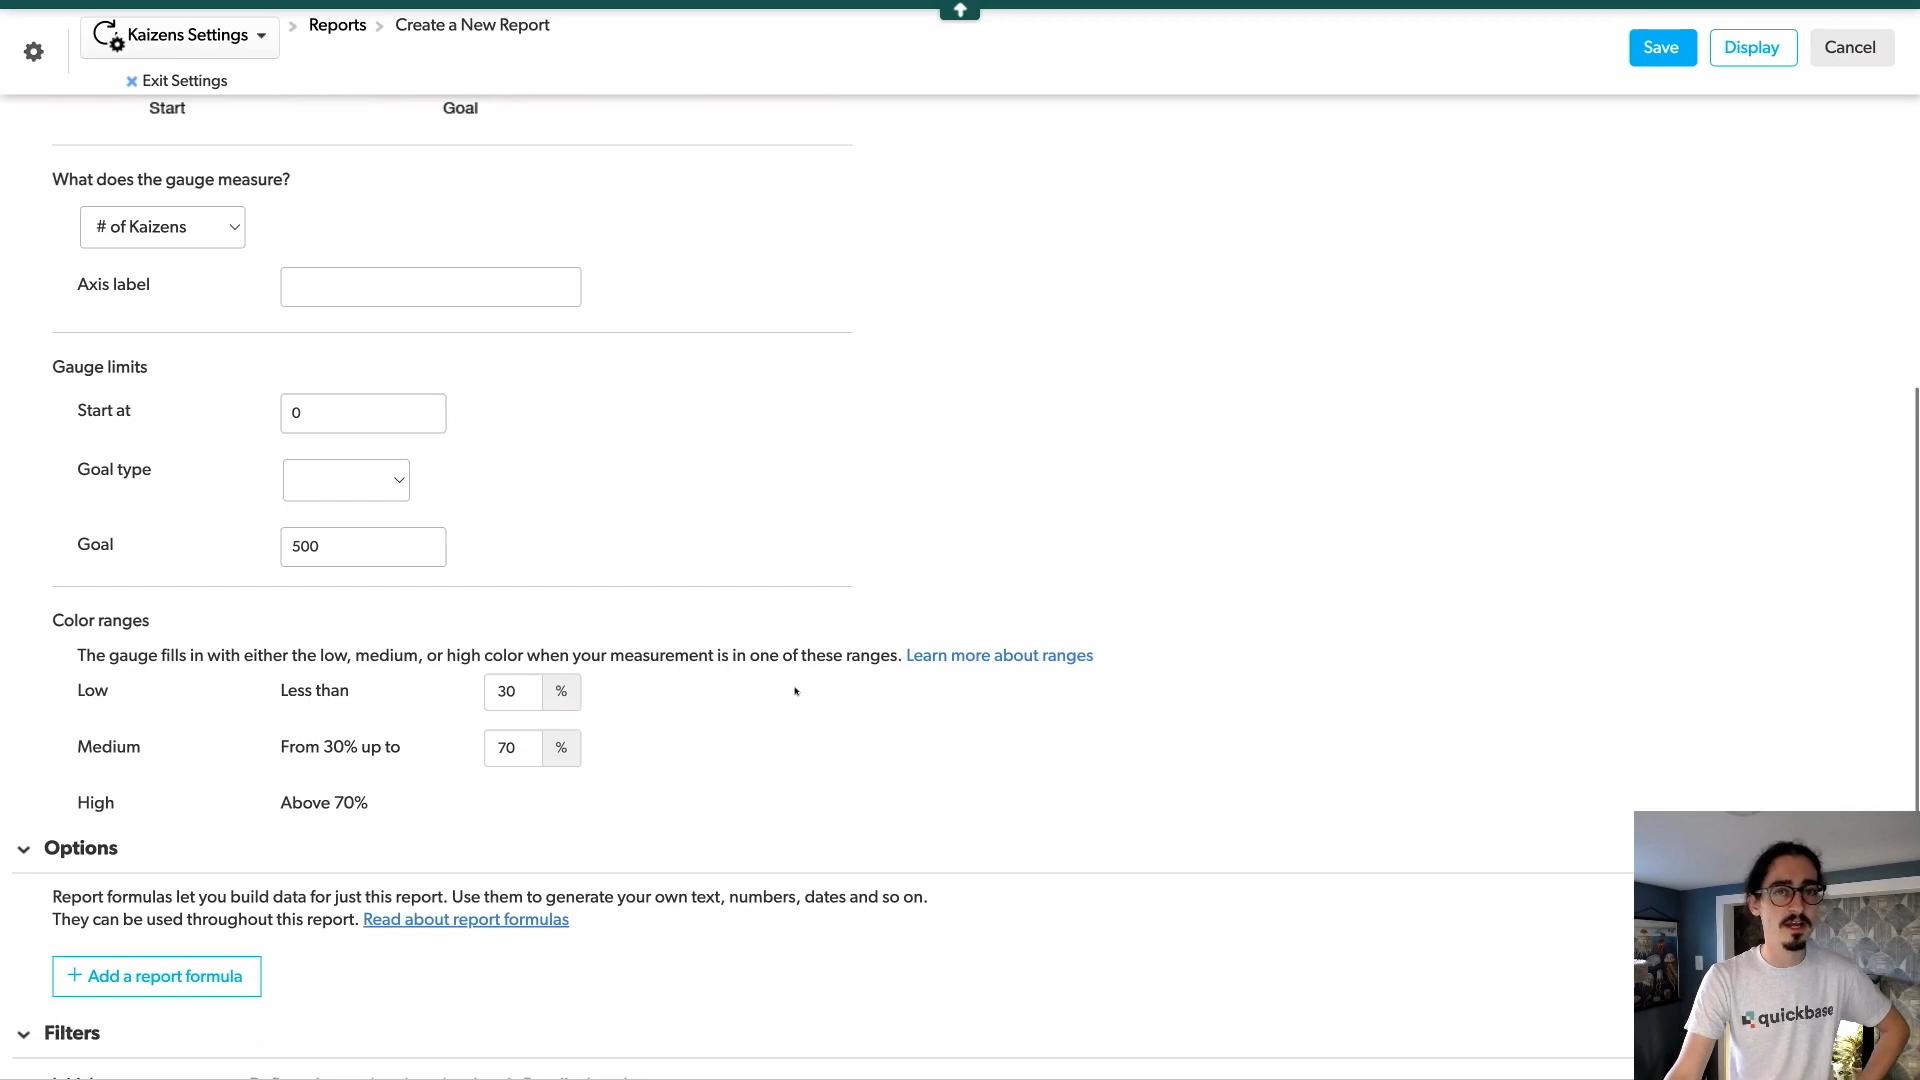 Kaizens Settings
Reports
Create a New Report
Save
Display
Cancel
Exit Settings
Start
Goal
What does the gauge measure?
# of Kaizens
Axis label
Gauge limits
Start at
0
Goal type
Goal
500
Color ranges
The gauge fills in with either the low, medium, or high color when your measurement is in one of these ranges. Learn more about ranges
Low
Less than
30
%
Medium
From 30% up to
70
%
High
Above 70%
Options
Report formulas let you build data for just this report. Use them to generate your own text, numbers, dates and so on.
They can be used throughout this report. Read about report formulas
+ Add a report formula
Filters
quickbase